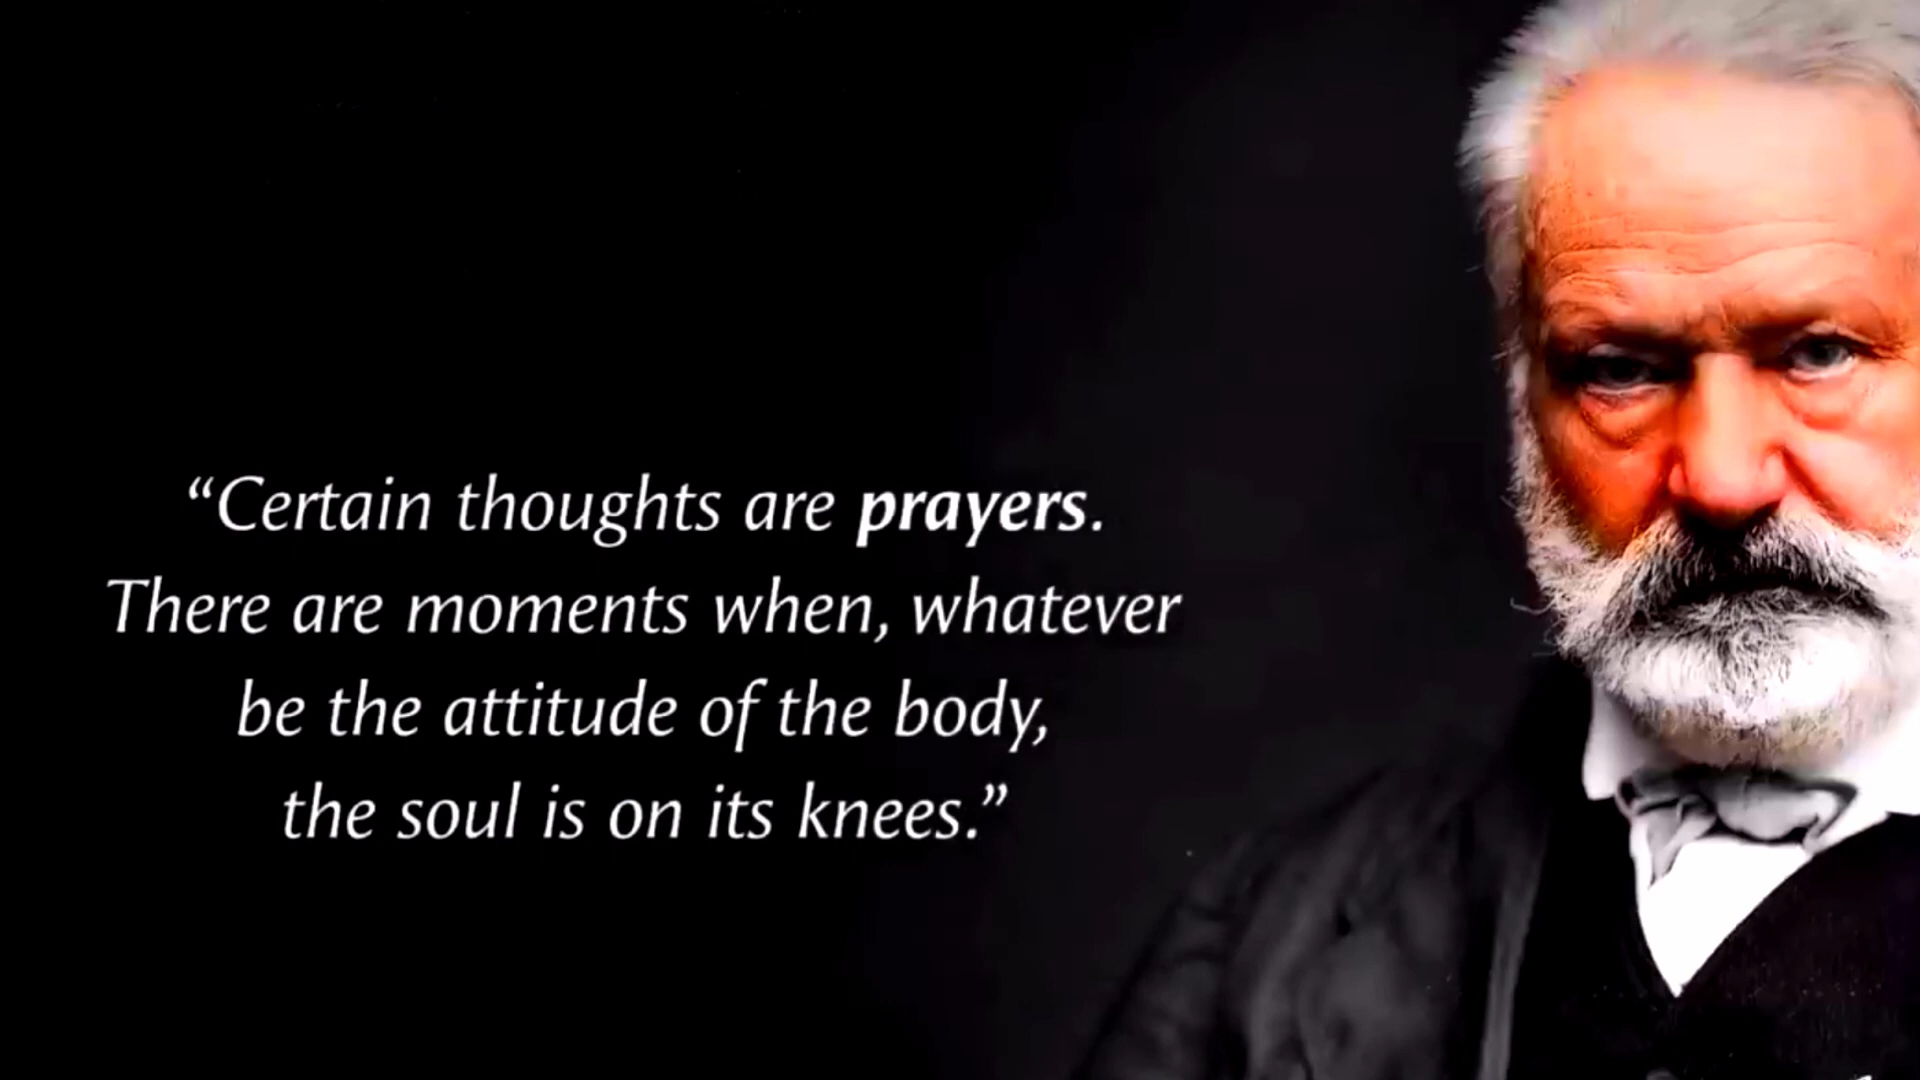 “Certain thoughts are prayers.
There are moments when, whatever
be the attitude of the body,
the soul is on its knees.”